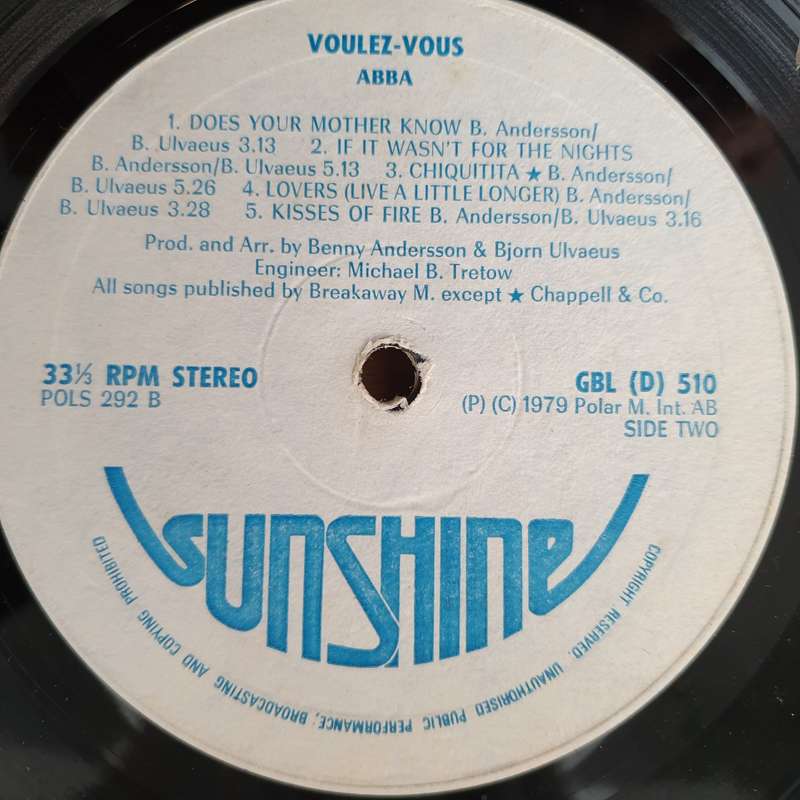 VOULEZ-VOUS
ABBA
1. DOES YOUR MOTHER KNOW B. Andersson/
B. Ulvaeus 3.13 2. IF IT WASN'T FOR THE NIGHTS
B. Andersson/B. Ulvaeus 5.13 3. CHIQUITITA ★ B. Andersson/
B. Ulvaeus 5.26 4. LOVERS (LIVE A LITTLE LONGER) B. Andersson/
B. Ulvaeus 3.28 5. KISSES OF FIRE B. Andersson/B. Ulvaeus 3.16
Prod. and Arr. by Benny Andersson & Bjorn Ulvaeus
Engineer: Michael B. Tretow
All songs published by Breakaway M. except ★ Chappell & Co.
33⅓ RPM STEREO
POLS 292 B
GBL (D) 510
(P) (C) 1979 Polar M. Int. AB
SIDE TWO
SUNSHINE
COPYRIGHT RESERVED. UNAUTHORISED PUBLIC PERFORMANCE, BROADCASTING AND COPYING PROHIBITED